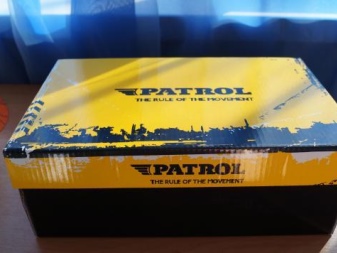 PATROL
THE RULE OF THE MOVEMENT
PATROL
THE RULE OF THE MOVEMENT